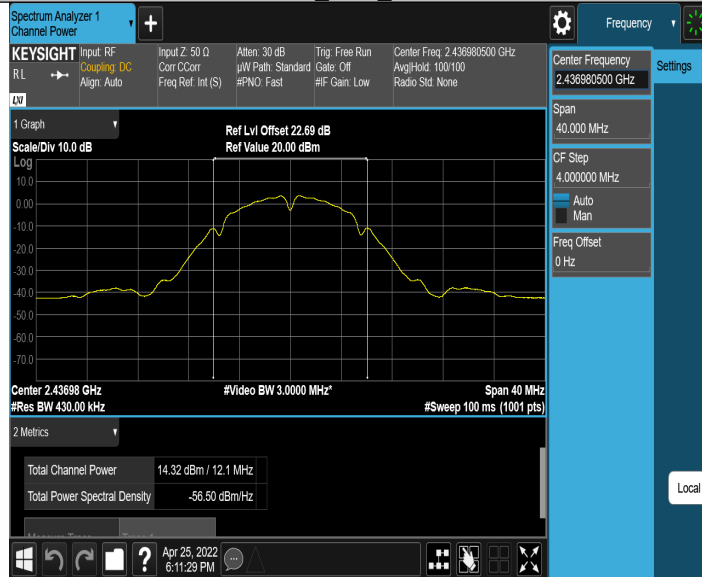 Spectrum Analyzer 1
Channel Power
Frequency
KEYSIGHT
R L
LXI
Input: RF
Coupling: DC
Align: Auto
Input Z: 50 Ω
Corr CCorr
Freq Ref: Int (S)
Atten: 30 dB
µW Path: Standard
#PNO: Fast
Trig: Free Run
Gate: Off
#IF Gain: Low
Center Freq: 2.436980500 GHz
Avg|Hold: 100/100
Radio Std: None
Center Frequency
2.436980500 GHz
Settings
Span
40.000 MHz
CF Step
4.000000 MHz
Auto
Man
Freq Offset
0 Hz
Local
1 Graph
Scale/Div 10.0 dB
Ref Lvl Offset 22.69 dB
Ref Value 20.00 dBm
Log
10.0
0.00
-10.0
-20.0
-30.0
-40.0
-50.0
-60.0
-70.0
Center 2.43698 GHz
#Video BW 3.0000 MHz*
Span 40 MHz
#Res BW 430.00 kHz
#Sweep 100 ms (1001 pts)
2 Metrics
Total Channel Power 14.32 dBm / 12.1 MHz
Total Power Spectral Density -56.50 dBm/Hz
?
Apr 25, 2022
6:11:29 PM